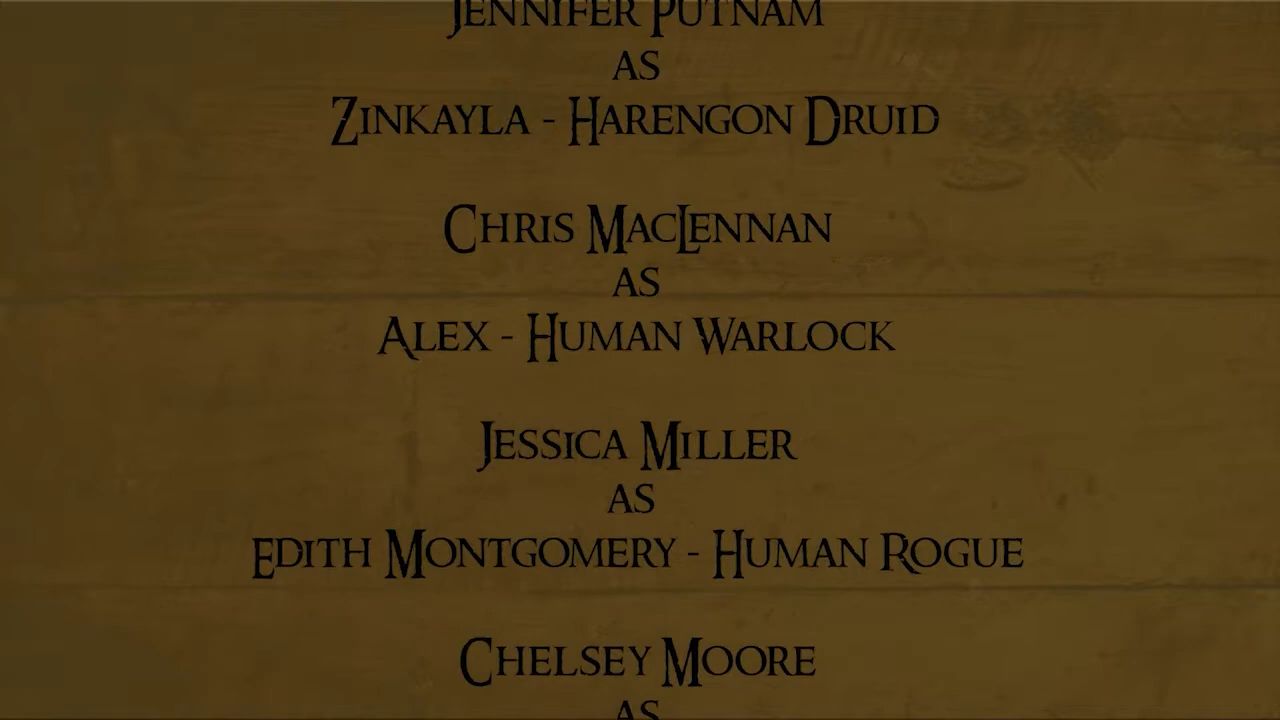 Jennifer Putnam
as
Zinkayla - Harengon Druid
Chris MacLennan
as
Alex - Human Warlock
Jessica Miller
as
Edith Montgomery - Human Rogue
Chelsey Moore
as